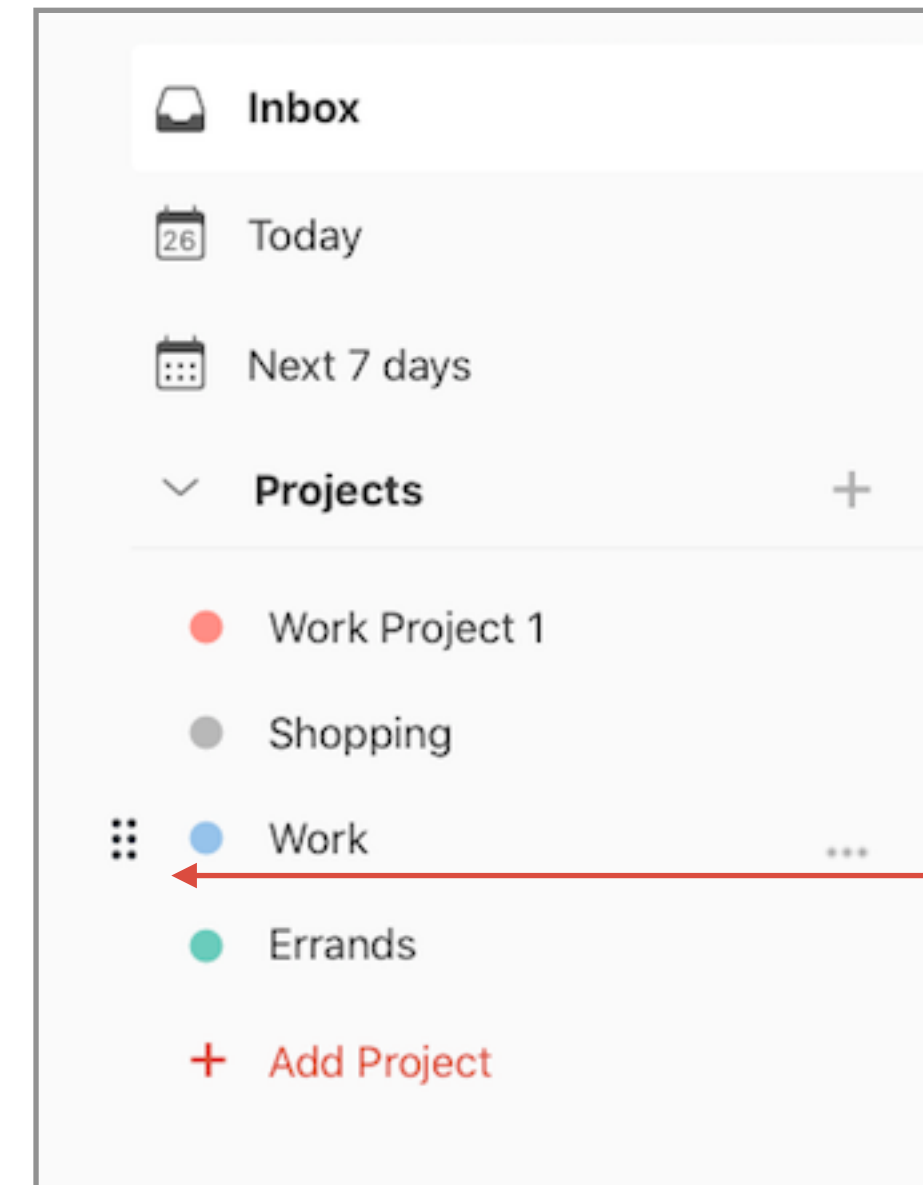 Inbox
26 Today
Next 7 days
Projects
Work Project 1
Shopping
Work
Errands
+ Add Project